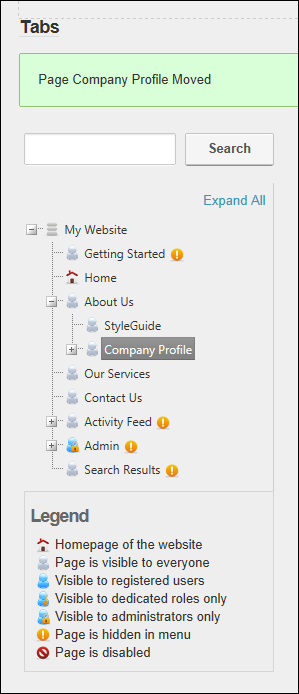 Tabs
Page Company Profile Moved
Search
Expand All
My Website
Getting Started
Home
About Us
StyleGuide
Company Profile
Our Services
Contact Us
Activity Feed
Admin
Search Results
Legend
Homepage of the website
Page is visible to everyone
Visible to registered users
Visible to dedicated roles only
Visible to administrators only
Page is hidden in menu
Page is disabled